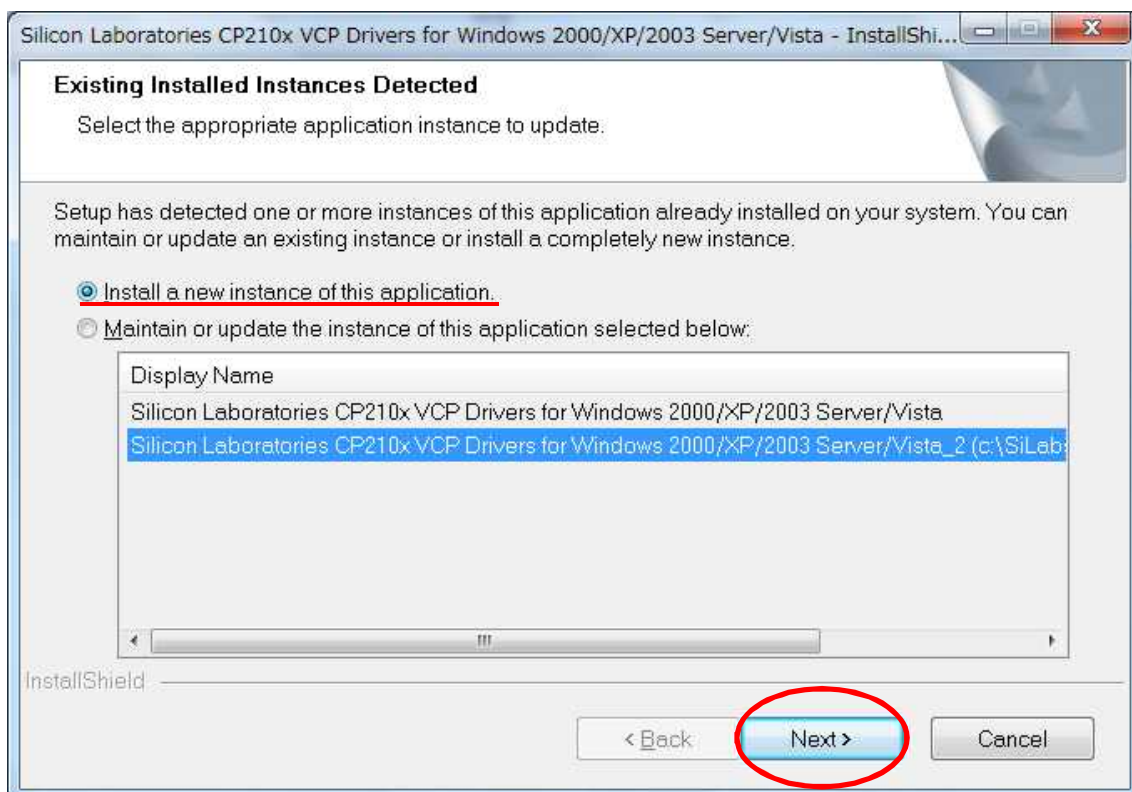 Silicon Laboratories CP210x VCP Drivers for Windows 2000/XP/2003 Server/Vista - InstallShi...
Existing Installed Instances Detected
Select the appropriate application instance to update.
Setup has detected one or more instances of this application already installed on your system. You can
maintain or update an existing instance or install a completely new instance.
Install a new instance of this application.
Maintain or update the instance of this application selected below:
Display Name
Silicon Laboratories CP210x VCP Drivers for Windows 2000/XP/2003 Server/Vista
Silicon Laboratories CP210x VCP Drivers for Windows 2000/XP/2003 Server/Vista_2 (c:\SiLab
InstallShield
< Back Next > Cancel